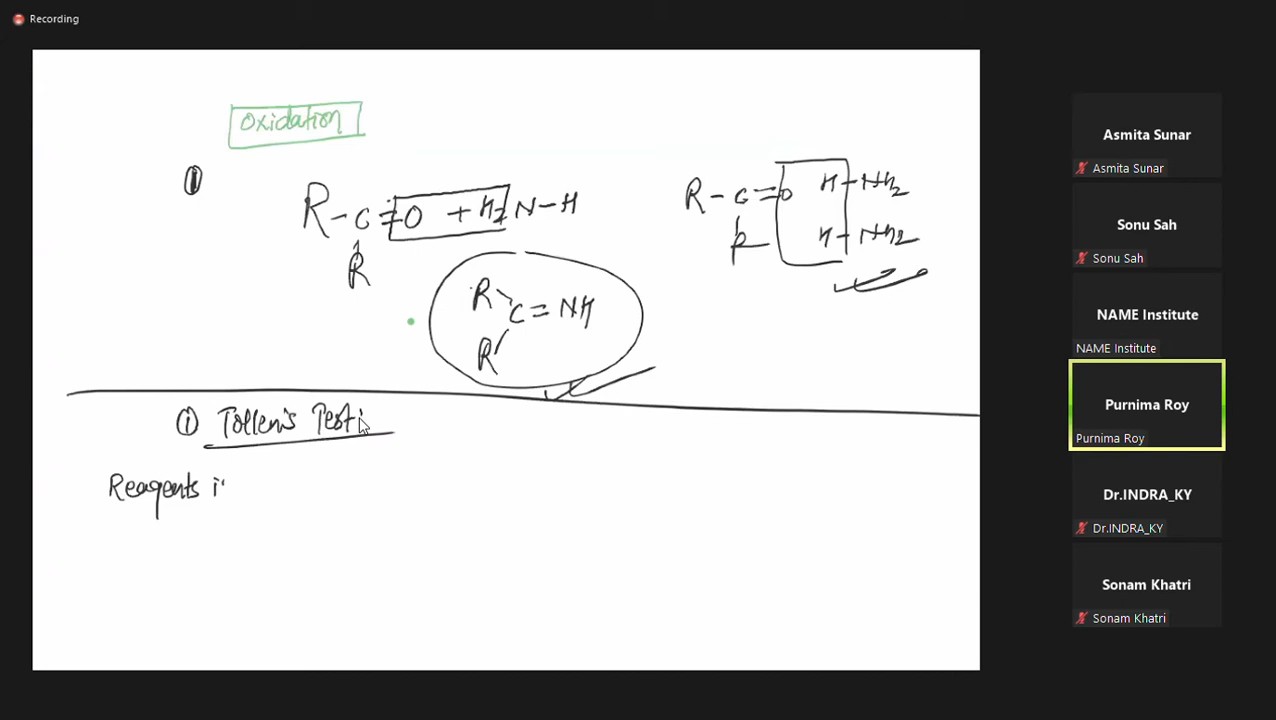 Recording
Oxidation
①
R-C=O + H2 N-H
R
R-C=O H-NH2
R H-NH2
R
C=NH
R
① Tollen's Test:
Reagents :
Asmita Sunar
Asmita Sunar
Sonu Sah
Sonu Sah
NAME Institute
NAME Institute
Purnima Roy
Purnima Roy
Dr.INDRA_KY
Dr.INDRA_KY
Sonam Khatri
Sonam Khatri